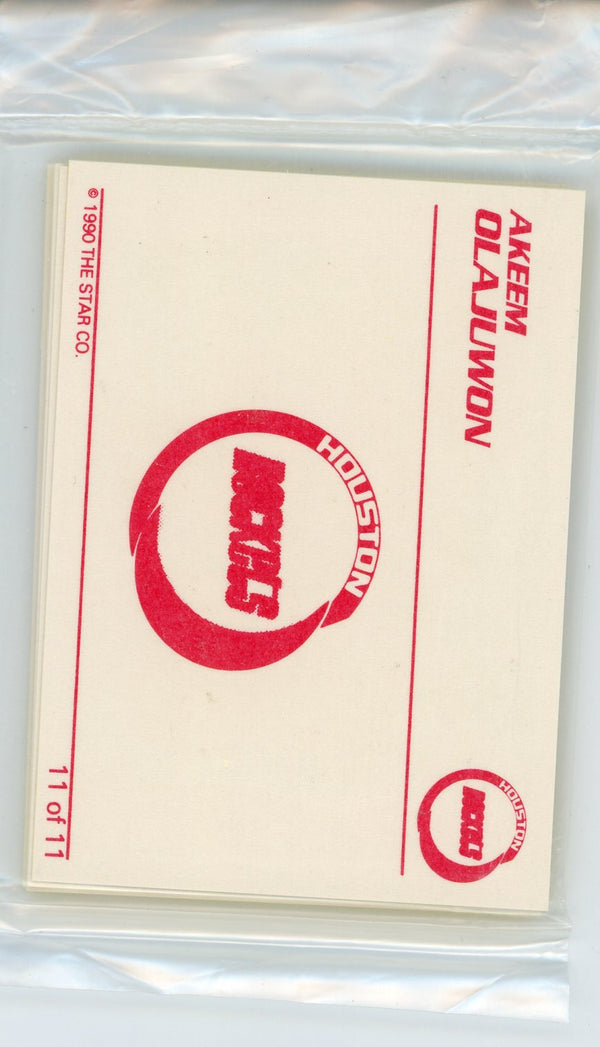 AKEEM
OLAJUWON
HOUSTON
ROCKETS
HOUSTON
ROCKETS
© 1990 THE STAR CO.
11 of 11